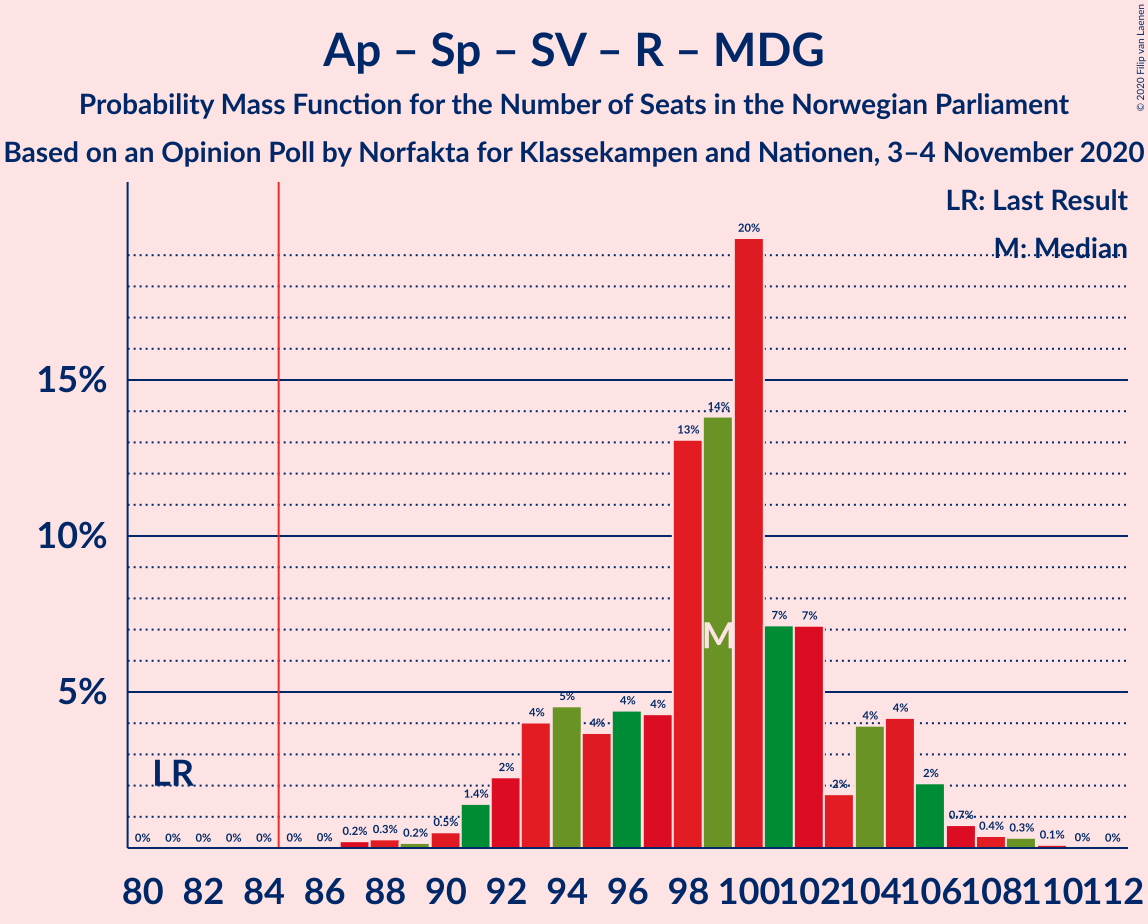 Ap – Sp – SV – R – MDG
Probability Mass Function for the Number of Seats in the Norwegian Parliament
Based on an Opinion Poll by Norfakta for Klassekampen and Nationen, 3–4 November 2020
© 2020 Filip van Laenen
LR: Last Result
M: Median
15%
10%
5%
LR
M
0% 0% 0% 0% 0% 0% 0% 0.2% 0.3% 0.2% 0.5% 1.4% 2% 4% 5% 4% 4% 4% 13% 14% 20% 7% 7% 2% 4% 4% 2% 0.7% 0.4% 0.3% 0.1% 0% 0%
80 82 84 86 88 90 92 94 96 98 100 102 104 106 108 110 112